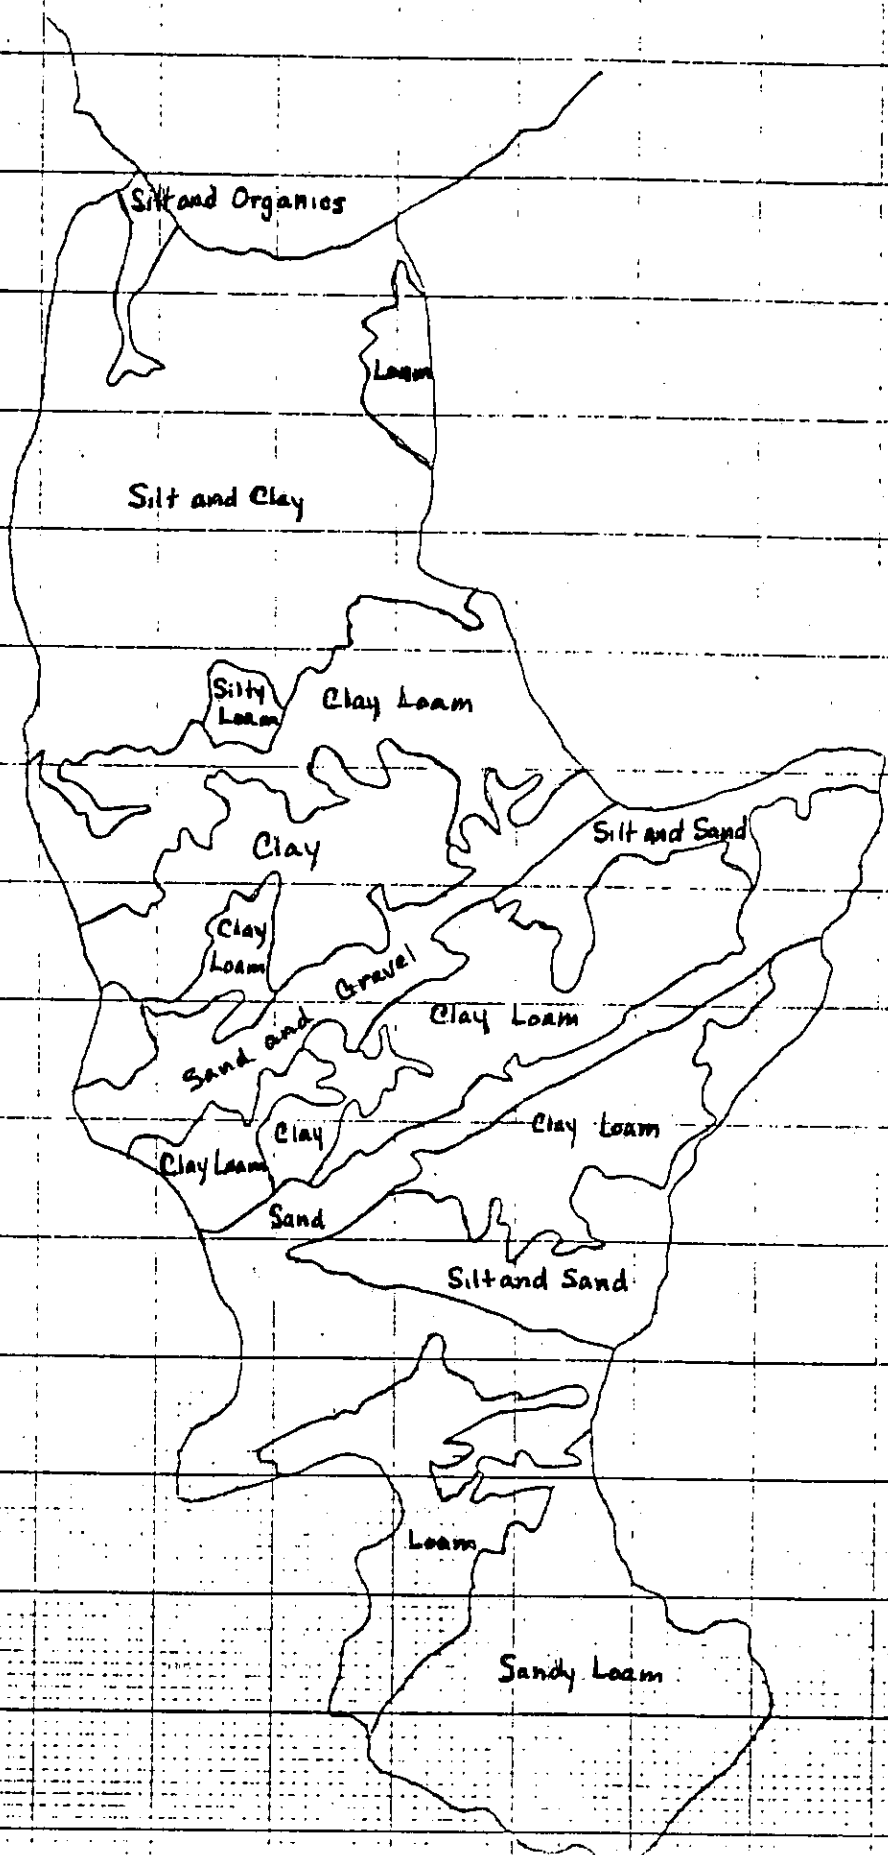 Silt and Organics
Loam
Silt and Clay
Silty
Loam
Clay Loam
Silt and Sand
Clay
Clay
Loam
Sand and Gravel
Clay Loam
Clay Loam
Clay
Clay Loam
Sand
Silt and Sand
Loam
Sandy Loam